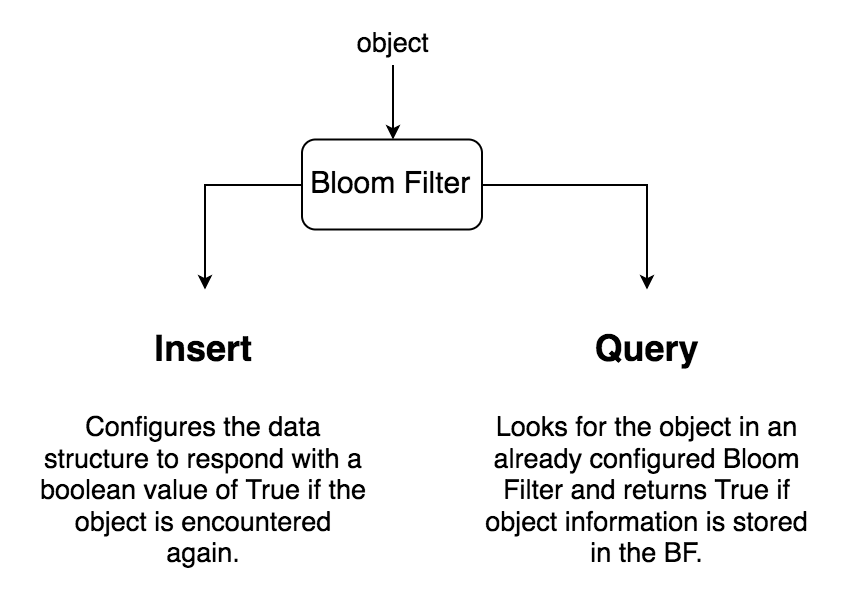 object
Bloom Filter
Insert
Configures the data
structure to respond with a
boolean value of True if the
object is encountered
again.
Query
Looks for the object in an
already configured Bloom
Filter and returns True if
object information is stored
in the BF.